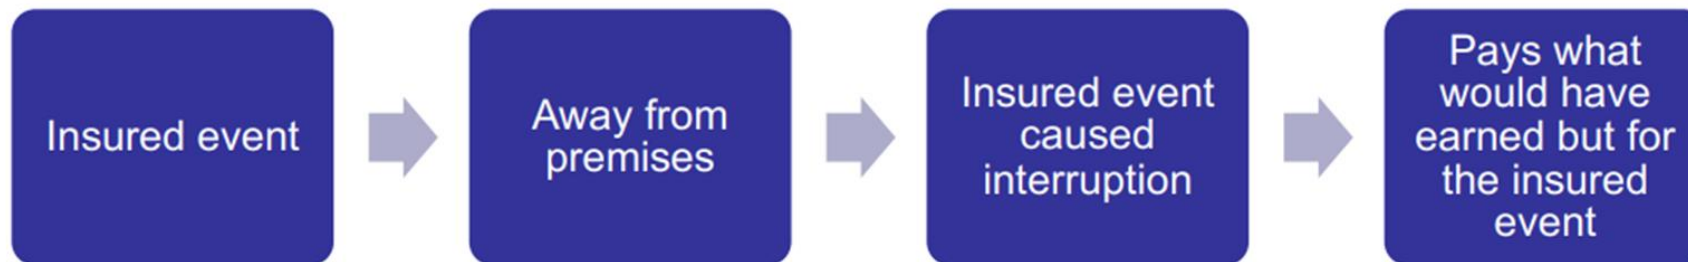 Insured event
Away from
premises
Insured event
caused
interruption
Pays what
would have
earned but for
the insured
event